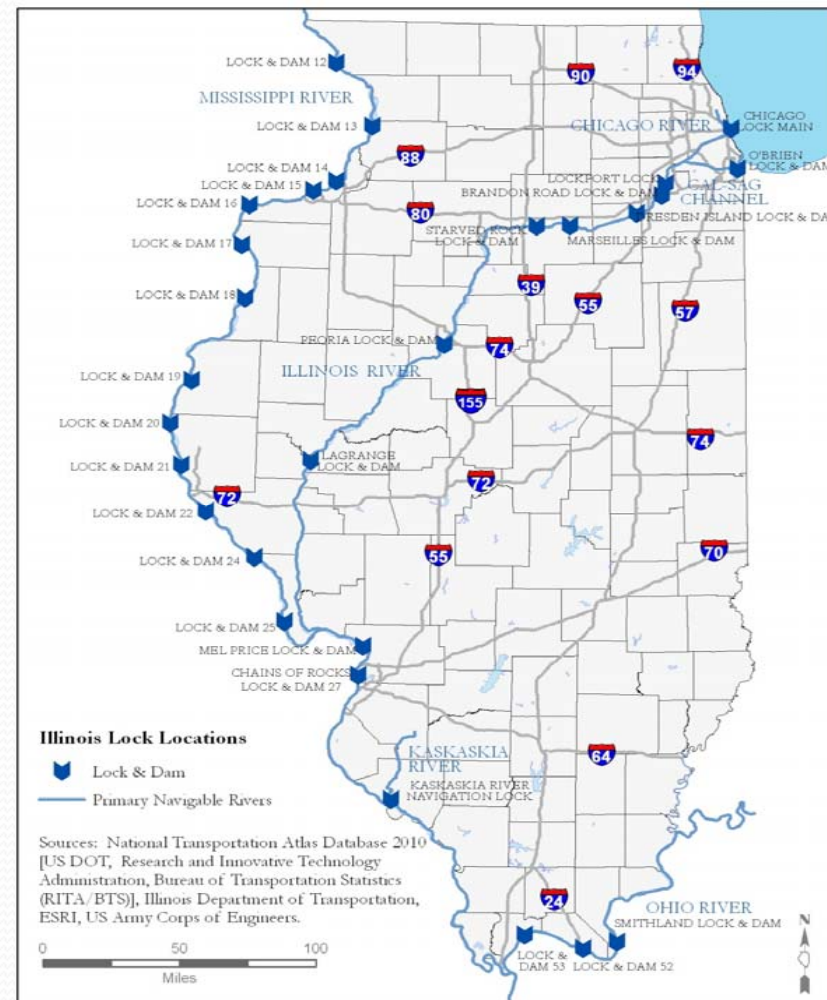 LOCK & DAM 12
90
94
MISSISSIPPI RIVER
CHICAGO
LOCK MAIN
LOCK & DAM 13
CHICAGO RIVER
88
O'BRIEN
LOCK & DAM
LOCK & DAM 14
LOCK & DAM 15
LOCKPORT LOCK
BRANDON ROAD LOCK & DAM
CAL-SAG
CHANNEL
LOCK & DAM 16
80
DRESDEN ISLAND LOCK & DA
STARVED ROCK
LOCK & DAM
MARSEILLES LOCK & DAM
LOCK & DAM 17
39
55
57
LOCK & DAM 18
PEORIA LOCK & DAM
74
ILLINOIS RIVER
LOCK & DAM 19
155
LOCK & DAM 20
74
LAGRANGE
LOCK & DAM
LOCK & DAM 21
72
72
LOCK & DAM 22
55
70
LOCK & DAM 24
LOCK & DAM 25
MEL PRICE LOCK & DAM
CHAINS OF ROCKS
LOCK & DAM 27
64
KASKASKIA
RIVER
KASKASKIA RIVER
NAVIGATION LOCK
Illinois Lock Locations
Lock & Dam
Primary Navigable Rivers
Sources: National Transportation Atlas Database 2010
[US DOT, Research and Innovative Technology
Administration, Bureau of Transportation Statistics
(RITA/BTS)], Illinois Department of Transportation,
ESRI, US Army Corps of Engineers.
24
OHIO RIVER
SMITHLAND LOCK & DAM
LOCK &
DAM 53
LOCK & DAM 52
0 50 100
Miles
N